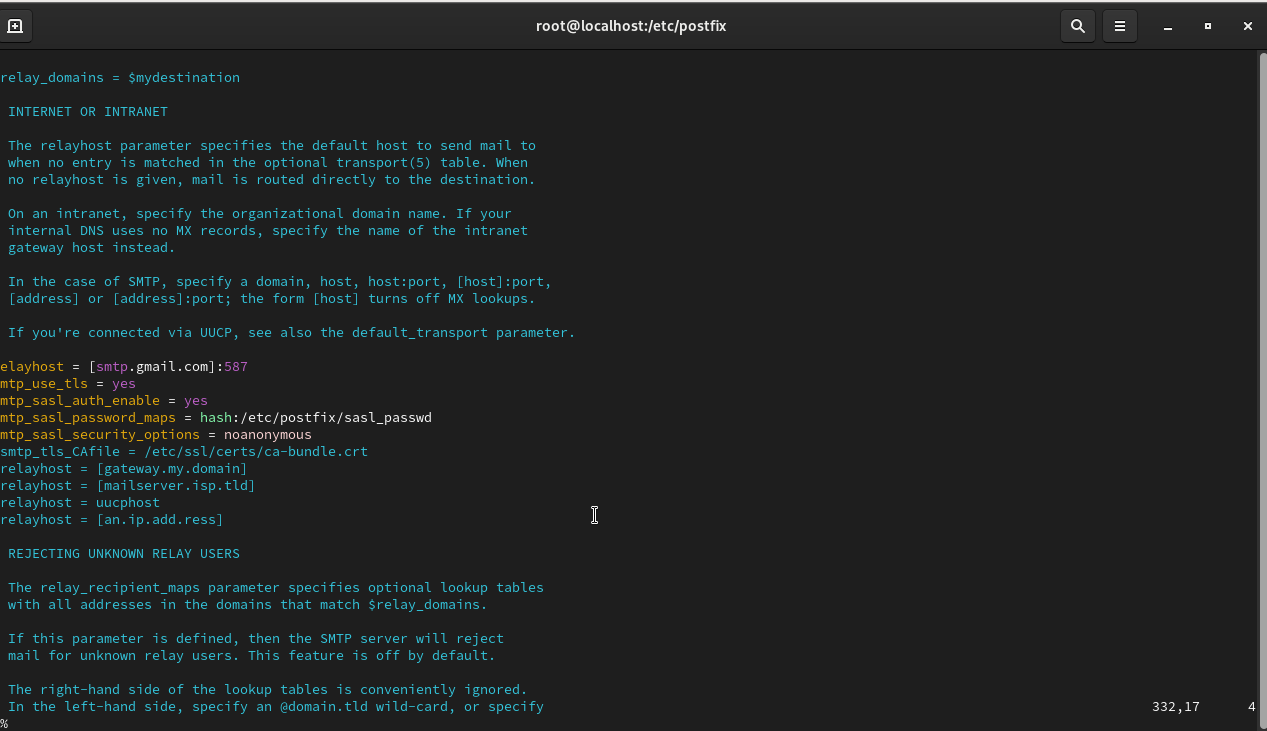 root@localhost:/etc/postfix
relay_domains = $mydestination
INTERNET OR INTRANET
The relayhost parameter specifies the default host to send mail to
when no entry is matched in the optional transport(5) table. When
no relayhost is given, mail is routed directly to the destination.
On an intranet, specify the organizational domain name. If your
internal DNS uses no MX records, specify the name of the intranet
gateway host instead.
In the case of SMTP, specify a domain, host, host:port, [host]:port,
[address] or [address]:port; the form [host] turns off MX lookups.
If you're connected via UUCP, see also the default_transport parameter.
elayhost = [smtp.gmail.com]:587
mtp_use_tls = yes
mtp_sasl_auth_enable = yes
mtp_sasl_password_maps = hash:/etc/postfix/sasl_passwd
mtp_sasl_security_options = noanonymous
smtp_tls_CAfile = /etc/ssl/certs/ca-bundle.crt
relayhost = [gateway.my.domain]
relayhost = [mailserver.isp.tld]
relayhost = uucphost
relayhost = [an.ip.add.ress]
REJECTING UNKNOWN RELAY USERS
The relay_recipient_maps parameter specifies optional lookup tables
with all addresses in the domains that match $relay_domains.
If this parameter is defined, then the SMTP server will reject
mail for unknown relay users. This feature is off by default.
The right-hand side of the lookup tables is conveniently ignored.
In the left-hand side, specify an @domain.tld wild-card, or specify
332,17 4
%